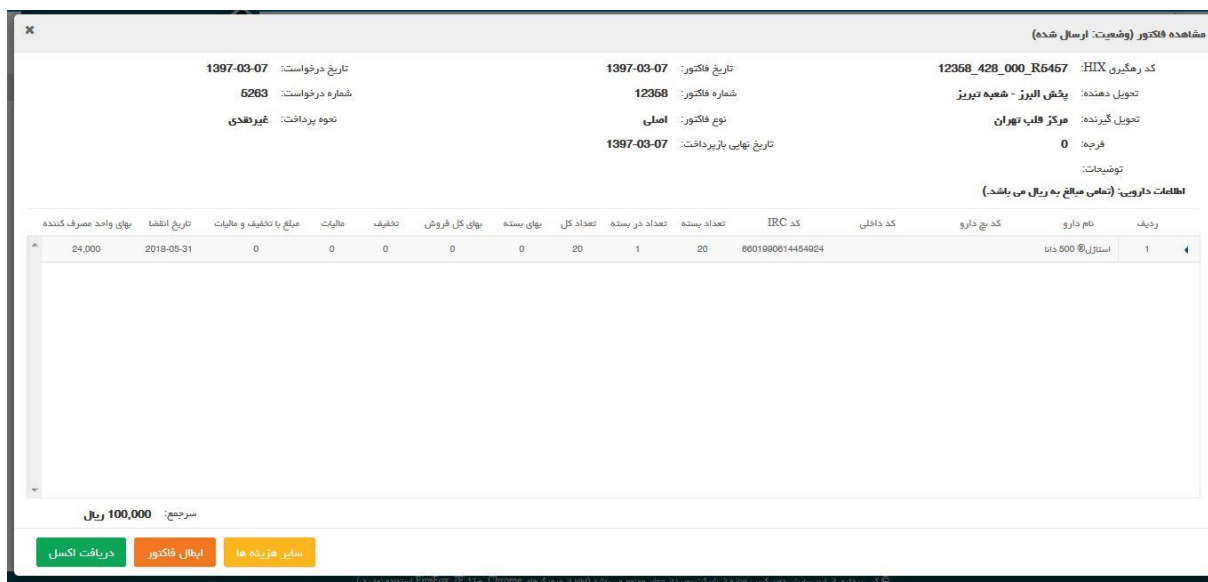 مشاهده فاکتور (وضعیت: ارسال شده)
کد رهگیری HIX: 12358_428_000_R5457 تاریخ فاکتور: 1397-03-07 تاریخ درخواست: 1397-03-07
تحویل دهنده: پخش البرز - شعبه تبریز شماره فاکتور: 12358 شماره درخواست: 5263
تحویل گیرنده: مرکز قلب تهران نوع فاکتور: اصلی نحوه پرداخت: غیرنقدی
فرجه: 0 تاریخ نهایی بازپرداخت: 1397-03-07
توضیحات:
اطلاعات دارویی: (تمامی مبالغ به ریال می باشد.)
ردیف نام دارو کد بچ دارو کد داخلی کد IRC تعداد بسته تعداد در بسته تعداد کل بهای بسته بهای کل فروش تخفیف مالیات مبلغ با تخفیف و مالیات تاریخ انقضا بهای واحد مصرف کننده
1 استاژل® 500 دانا 6601990614454924 20 1 20 0 0 0 0 0 2018-05-31 24,000
سرجمع: 100,000 ریال
سایر هزینه ها ابطال فاکتور دریافت اکسل